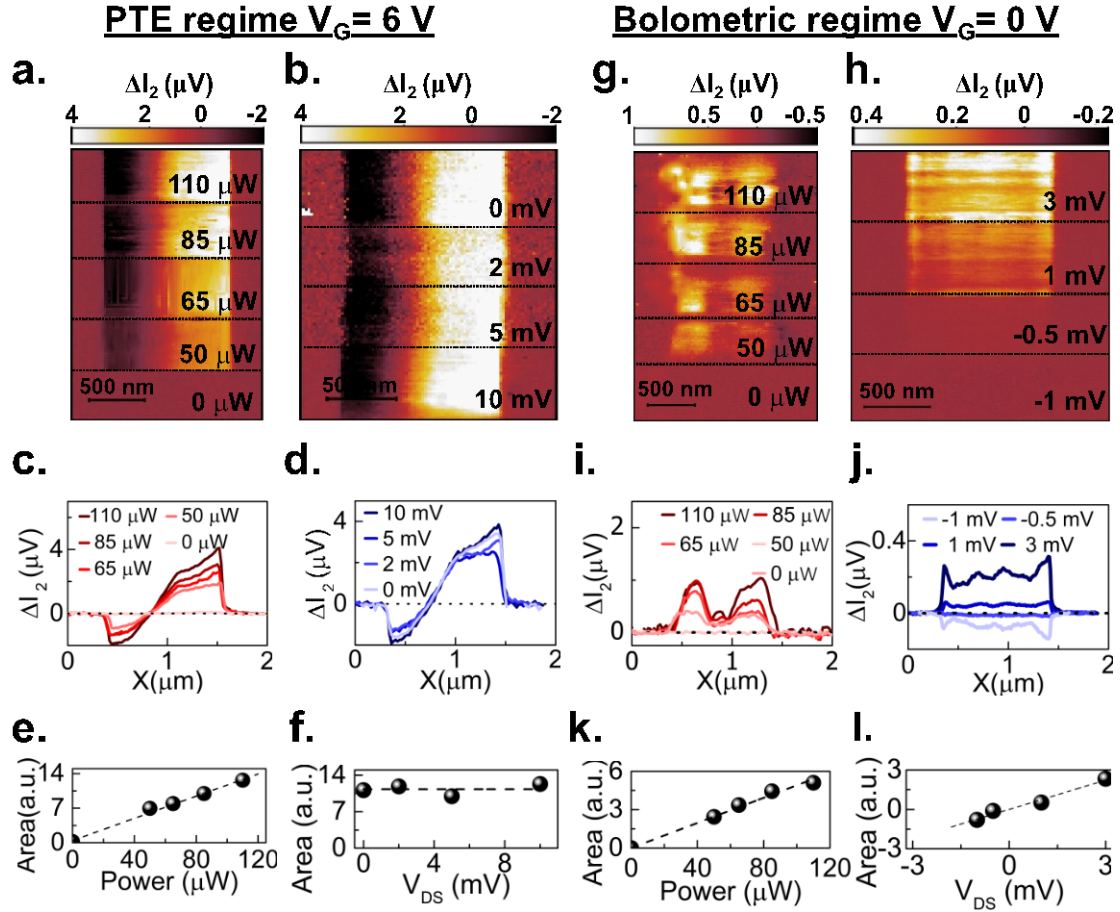 PTE regime V_G= 6 V
Bolometric regime V_G= 0 V
a.
ΔI₂ (μV)
4 2 0 -2
110 μW
85 μW
65 μW
50 μW
500 nm
0 μW
b.
ΔI₂ (μV)
4 2 0 -2
0 mV
2 mV
5 mV
500 nm
10 mV
g.
ΔI₂ (μV)
1 0.5 0 -0.5
110 μW
85 μW
65 μW
50 μW
500 nm
0 μW
h.
ΔI₂ (μV)
0.4 0.2 0 -0.2
3 mV
1 mV
-0.5 mV
500 nm
-1 mV
c.
ΔI₂ (μV)
4
2
0
110 μW 50 μW
85 μW 0 μW
65 μW
0 1 2
X(μm)
d.
ΔI₂ (μV)
4
0
10 mV
5 mV
2 mV
0 mV
0 1 2
X(μm)
i.
ΔI₂(μV)
2
1
0
110 μW 85 μW
65 μW 50 μW
0 μW
0 1 2
X(μm)
j.
ΔI₂(μV)
0.4
0
-1 mV -0.5 mV
1 mV 3 mV
0 1 2
X(μm)
e.
Area(a.u.)
14
7
0
0 40 80 120
Power (μW)
f.
Area (a.u.)
14
7
0
0 4 8
V_DS (mV)
k.
Area (a.u.)
6
3
0
0 40 80 120
Power (μW)
l.
Area (a.u.)
3
0
-3
-3 0 3
V_DS (mV)